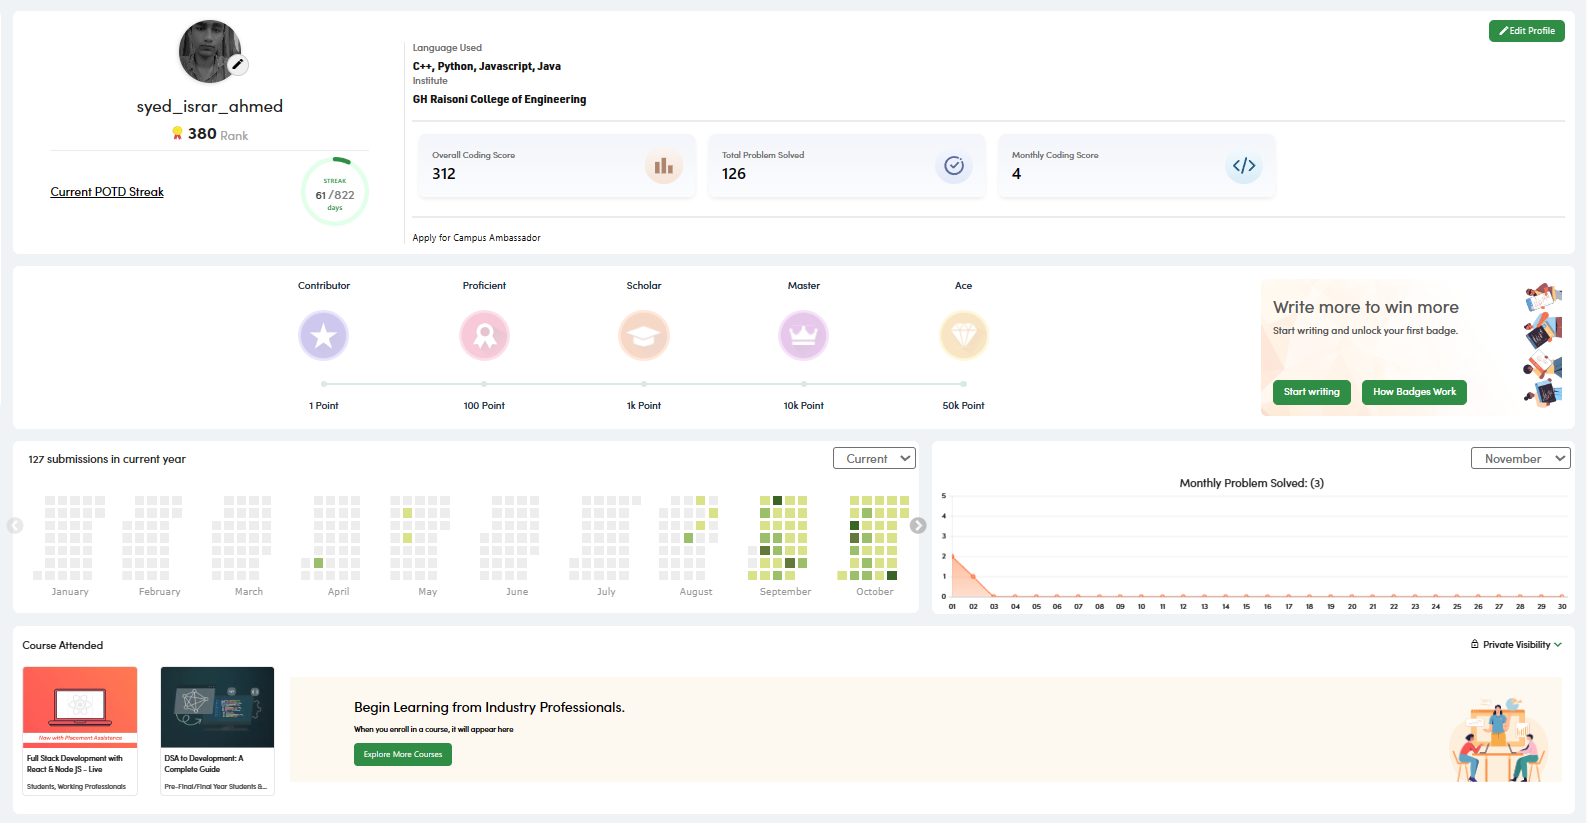 Edit Profile
syed_israr_ahmed
380 Rank
Current POTD Streak
STREAK
61/822
days
Language Used
C++, Python, Javascript, Java
Institute
GH Raisoni College of Engineering
Overall Coding Score
312
Total Problem Solved
126
Monthly Coding Score
4
</>
Apply for Campus Ambassador
Contributor Proficient Scholar Master Ace
1 Point 100 Point 1k Point 10k Point 50k Point
Write more to win more
Start writing and unlock your first badge.
Start writing How Badges Work
127 submissions in current year
Current
January February March April May June July August September October
November
Monthly Problem Solved: (3)
5
4
3
2
1
0
01 02 03 04 05 06 07 08 09 10 11 12 13 14 15 16 17 18 19 20 21 22 23 24 25 26 27 28 29 30
Course Attended
Private Visibility
Now with Placement Assistance
Full Stack Development with
React & Node JS - Live
Students, Working Professionals
DSA to Development: A
Complete Guide
Pre-Final/Final Year Students &...
Begin Learning from Industry Professionals.
When you enroll in a course, it will appear here
Explore More Courses